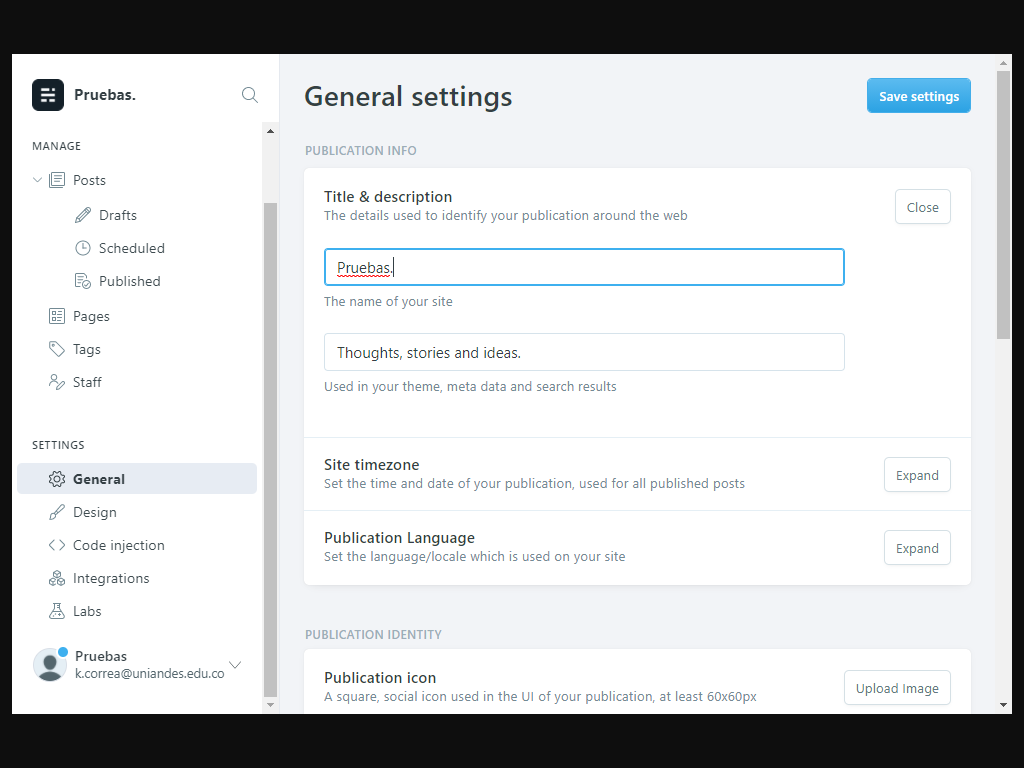 Pruebas.
MANAGE
Posts
Drafts
Scheduled
Published
Pages
Tags
Staff
SETTINGS
General
Design
Code injection
Integrations
Labs
Pruebas
k.correa@uniandes.edu.co
General settings
Save settings
PUBLICATION INFO
Title & description
The details used to identify your publication around the web
Close
Pruebas.
The name of your site
Thoughts, stories and ideas.
Used in your theme, meta data and search results
Site timezone
Set the time and date of your publication, used for all published posts
Expand
Publication Language
Set the language/locale which is used on your site
Expand
PUBLICATION IDENTITY
Publication icon
A square, social icon used in the UI of your publication, at least 60x60px
Upload Image